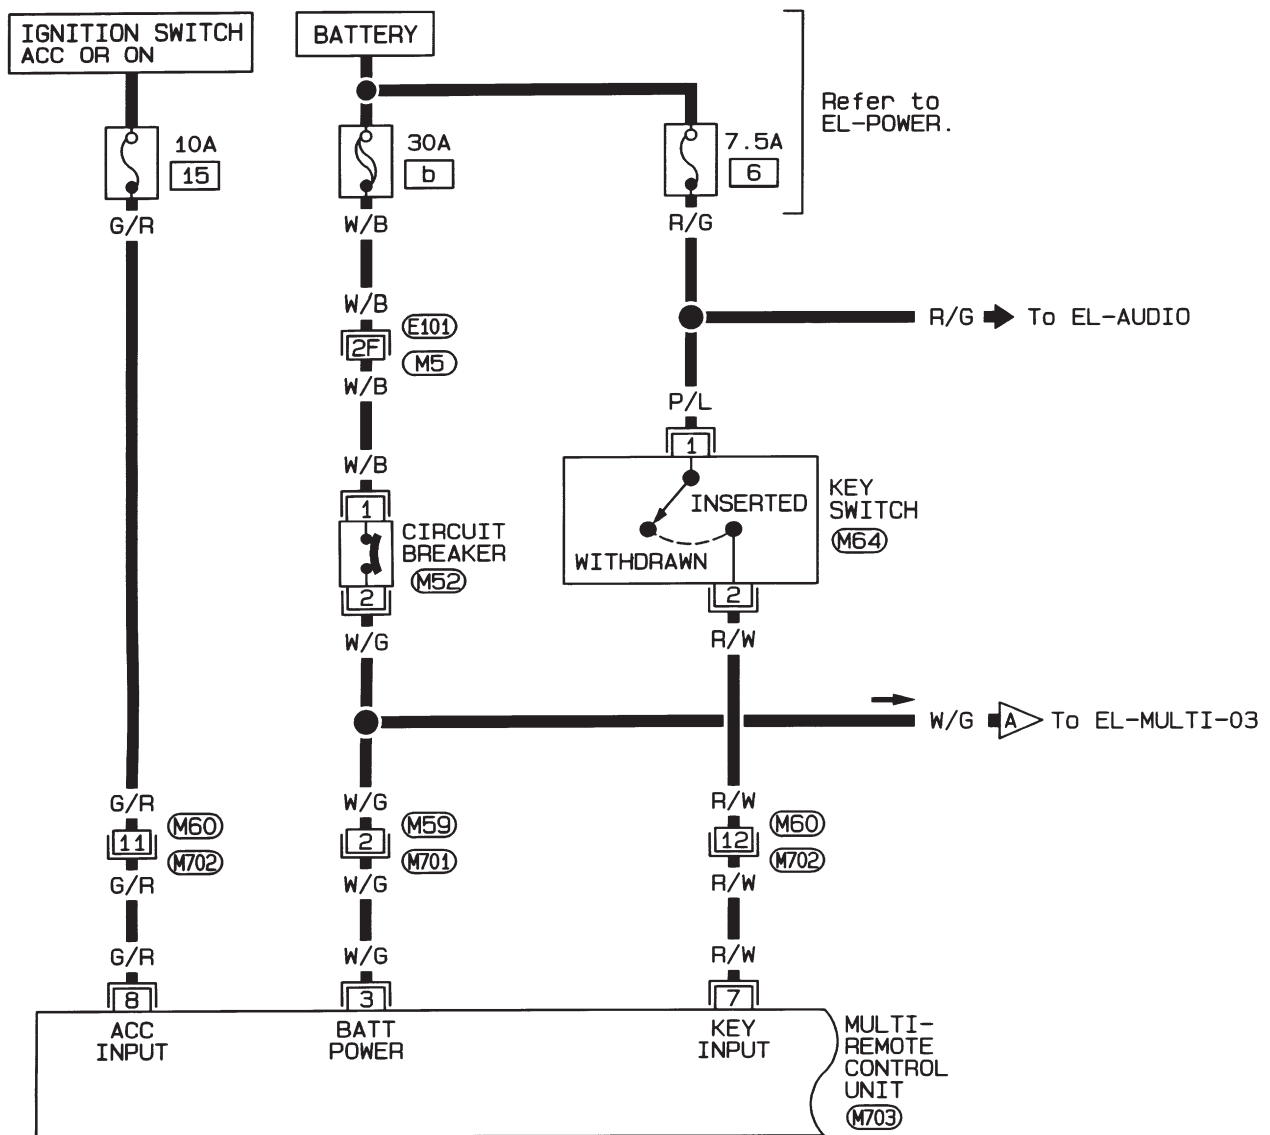 IGNITION SWITCH
ACC OR ON
BATTERY
Refer to
EL-POWER.
10A
15
30A
b
7.5A
6
G/R
W/B
R/G
W/B
E101
2F
M5
W/B
R/G
To EL-AUDIO
P/L
1
INSERTED
WITHDRAWN
KEY
SWITCH
M64
2
R/W
W/B
1
CIRCUIT
BREAKER
M52
2
W/G
W/G
A
To EL-MULTI-03
G/R
M60
11
M702
G/R
W/G
M59
2
M701
W/G
R/W
M60
12
M702
R/W
G/R
W/G
R/W
8
3
7
ACC
INPUT
BATT
POWER
KEY
INPUT
MULTI-
REMOTE
CONTROL
UNIT
M703